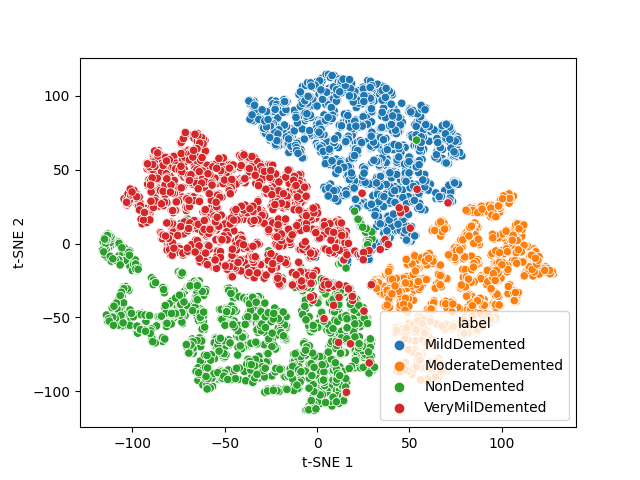 100
50
0
−50
−100
t-SNE 2
−100 −50 0 50 100
t-SNE 1
label
MildDemented
ModerateDemented
NonDemented
VeryMilDemented